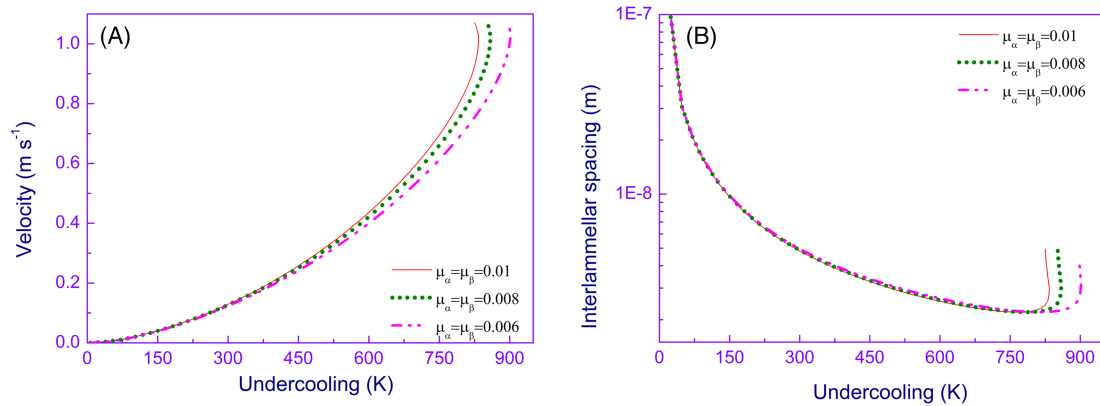 (A)
Velocity (m s⁻¹)
1.0
0.8
0.6
0.4
0.2
0.0
μα=μβ=0.01
μα=μβ=0.008
μα=μβ=0.006
0 150 300 450 600 750 900
Undercooling (K)
(B)
Interlammellar spacing (m)
1E-7
1E-8
μα=μβ=0.01
μα=μβ=0.008
μα=μβ=0.006
0 150 300 450 600 750 900
Undercooling (K)